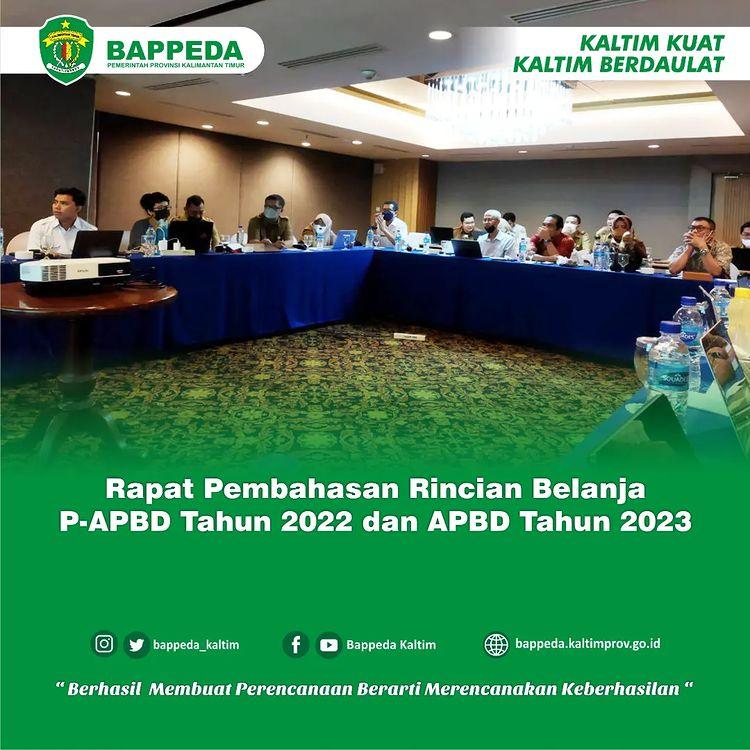 BAPPEDA
PEMERINTAH PROVINSI KALIMANTAN TIMUR
KALTIM KUAT
KALTIM BERDAULAT
Rapat Pembahasan Rincian Belanja
P-APBD Tahun 2022 dan APBD Tahun 2023
bappeda_kaltim
Bappeda Kaltim
bappeda.kaltimprov.go.id
“ Berhasil Membuat Perencanaan Berarti Merencanakan Keberhasilan “